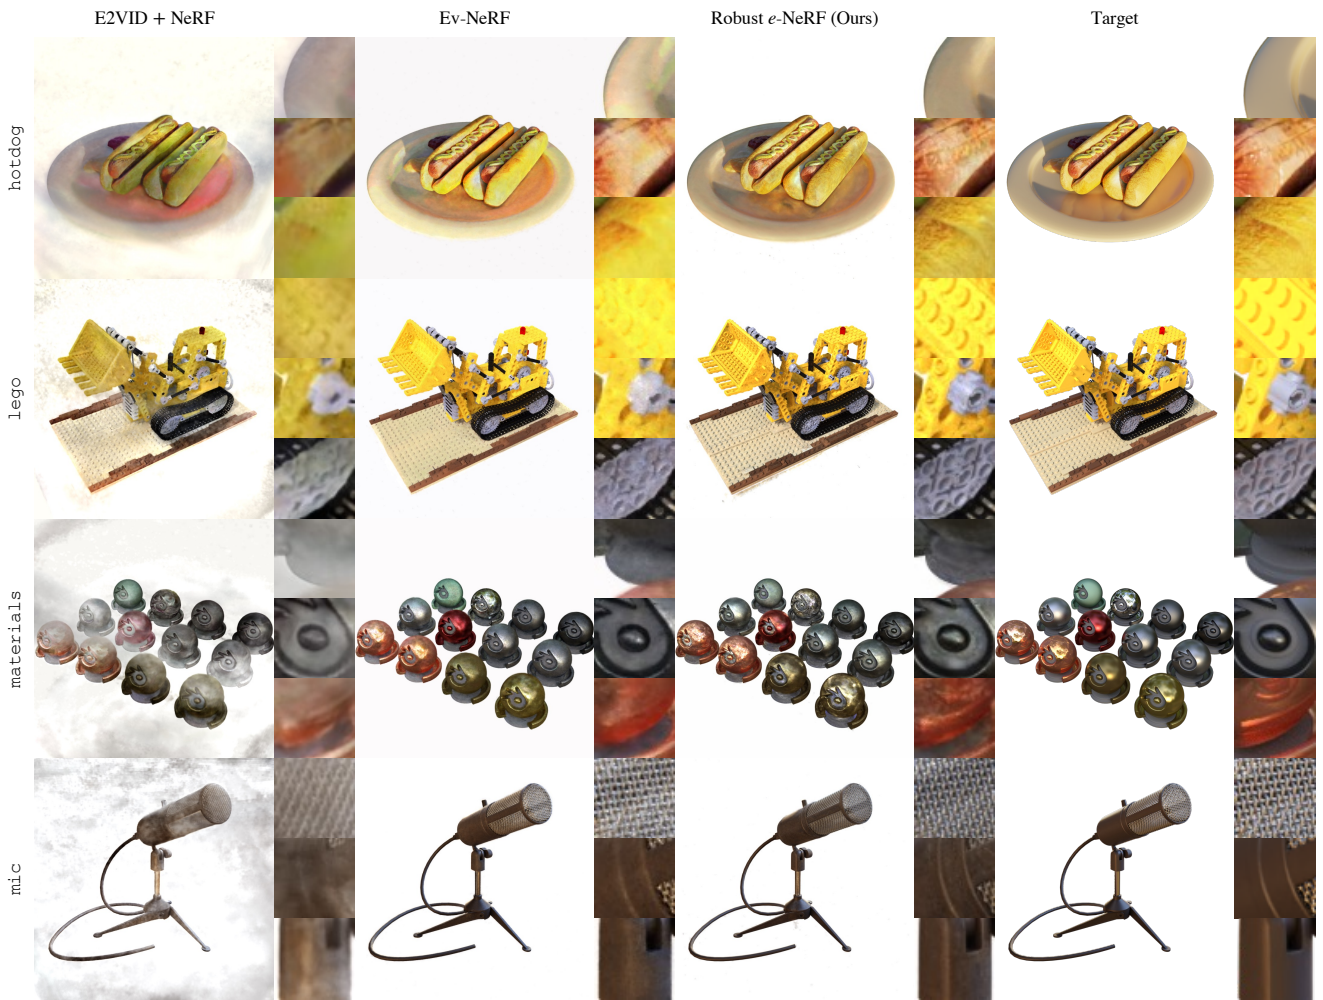 E2VID + NeRF
Ev-NeRF
Robust e-NeRF (Ours)
Target
hotdog
lego
materials
mic